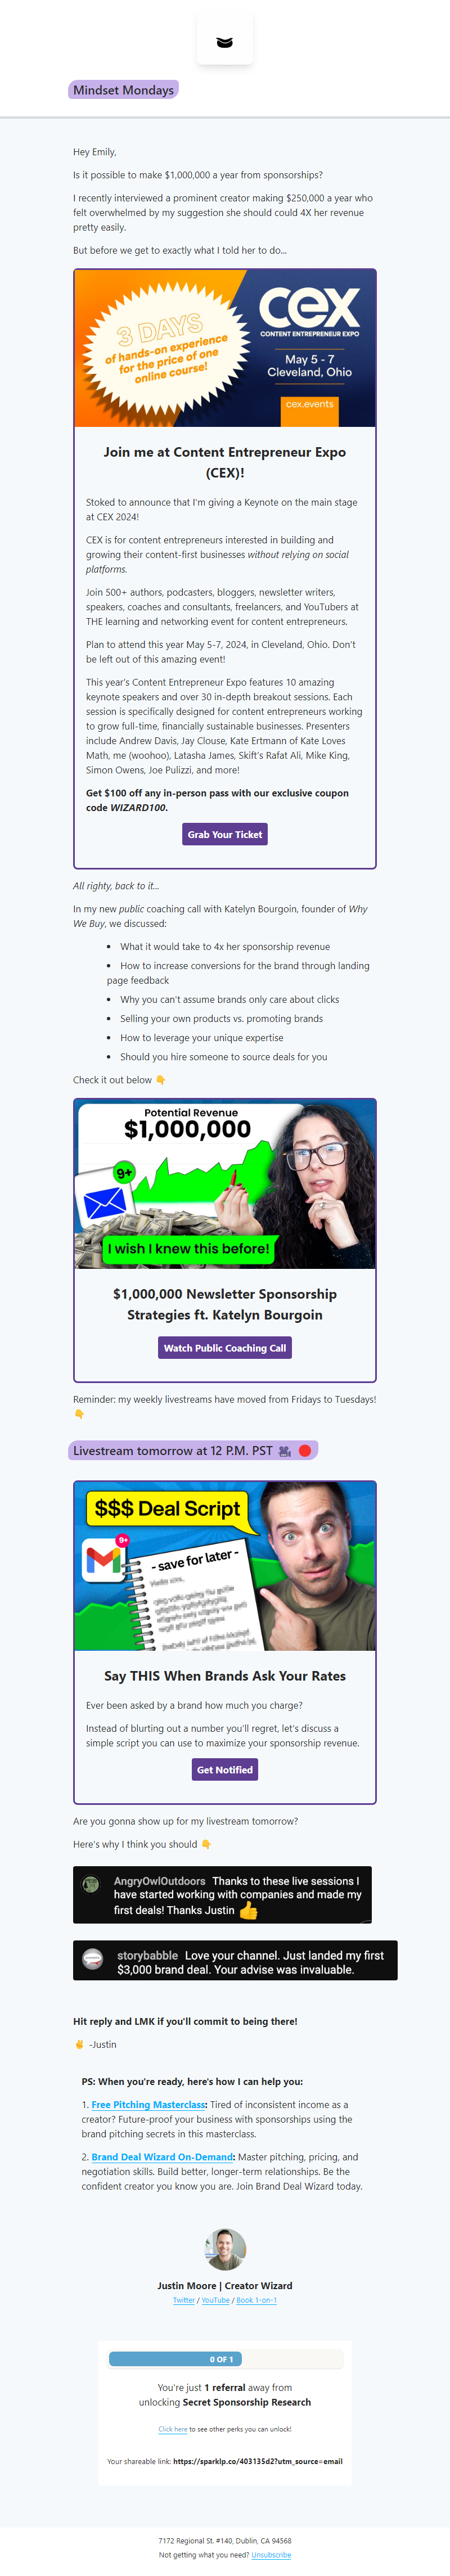 Mindset Mondays
Hey Emily,
Is it possible to make $1,000,000 a year from sponsorships?
I recently interviewed a prominent creator making $250,000 a year who
felt overwhelmed by my suggestion she should could 4X her revenue
pretty easily.
But before we get to exactly what I told her to do...
3 DAYS
of hands-on experience
for the price of one
online course!
cex
CONTENT ENTREPRENEUR EXPO
May 5 - 7
Cleveland, Ohio
cex.events
Join me at Content Entrepreneur Expo
(CEX)!
Stoked to announce that I'm giving a Keynote on the main stage
at CEX 2024!
CEX is for content entrepreneurs interested in building and
growing their content-first businesses without relying on social
platforms.
Join 500+ authors, podcasters, bloggers, newsletter writers,
speakers, coaches and consultants, freelancers, and YouTubers at
THE learning and networking event for content entrepreneurs.
Plan to attend this year May 5-7, 2024, in Cleveland, Ohio. Don't
be left out of this amazing event!
This year's Content Entrepreneur Expo features 10 amazing
keynote speakers and over 30 in-depth breakout sessions. Each
session is specifically designed for content entrepreneurs working
to grow full-time, financially sustainable businesses. Presenters
include Andrew Davis, Jay Clouse, Kate Ertmann of Kate Loves
Math, me (woohoo), Latasha James, Skift's Rafat Ali, Mike King,
Simon Owens, Joe Pulizzi, and more!
Get $100 off any in-person pass with our exclusive coupon
code WIZARD100.
Grab Your Ticket
All righty, back to it...
In my new public coaching call with Katelyn Bourgoin, founder of Why
We Buy, we discussed:
• What it would take to 4x her sponsorship revenue
• How to increase conversions for the brand through landing
page feedback
• Why you can't assume brands only care about clicks
• Selling your own products vs. promoting brands
• How to leverage your unique expertise
• Should you hire someone to source deals for you
Check it out below 👇
Potential Revenue
$1,000,000
9+
I wish I knew this before!
$1,000,000 Newsletter Sponsorship
Strategies ft. Katelyn Bourgoin
Watch Public Coaching Call
Reminder: my weekly livestreams have moved from Fridays to Tuesdays!
👇
Livestream tomorrow at 12 P.M. PST 🎥 🔴
$$$ Deal Script
9+
- save for later -
Say THIS When Brands Ask Your Rates
Ever been asked by a brand how much you charge?
Instead of blurting out a number you'll regret, let's discuss a
simple script you can use to maximize your sponsorship revenue.
Get Notified
Are you gonna show up for my livestream tomorrow?
Here's why I think you should 👇
AngryOwlOutdoors Thanks to these live sessions I
have started working with companies and made my
first deals! Thanks Justin 👍
storybabble Love your channel. Just landed my first
$3,000 brand deal. Your advise was invaluable.
Hit reply and LMK if you'll commit to being there!
✌️ -Justin
PS: When you're ready, here's how I can help you:
1. Free Pitching Masterclass: Tired of inconsistent income as a
creator? Future-proof your business with sponsorships using the
brand pitching secrets in this masterclass.
2. Brand Deal Wizard On-Demand: Master pitching, pricing, and
negotiation skills. Build better, longer-term relationships. Be the
confident creator you know you are. Join Brand Deal Wizard today.
Justin Moore | Creator Wizard
Twitter / YouTube / Book 1-on-1
0 OF 1
You're just 1 referral away from
unlocking Secret Sponsorship Research
Click here to see other perks you can unlock!
Your shareable link: https://sparklp.co/403135d2?utm_source=email
7172 Regional St. #140, Dublin, CA 94568
Not getting what you need? Unsubscribe